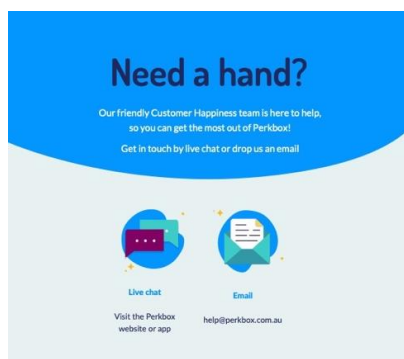 Need a hand?
Our friendly Customer Happiness team is here to help,
so you can get the most out of Perkbox!
Get in touch by live chat or drop us an email
Live chat
Visit the Perkbox
website or app
Email
help@perkbox.com.au